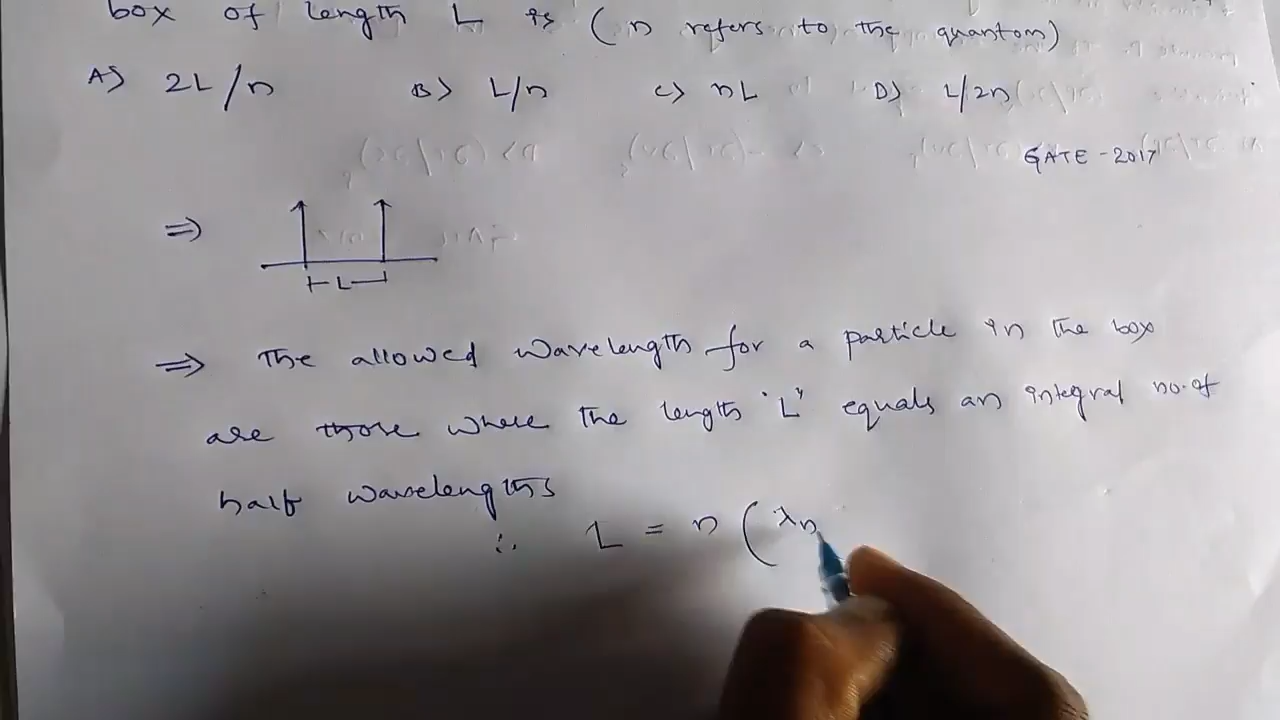 box of length L is (n refers to the quantom)
A) 2L/n B) L/n C) nL D) L/2n
GATE-2017
⇒
L
⇒ The allowed wavelength for a particle in the box
are those where the length "L" equals an integral no. of
half wavelengths
∴ L = n (λn